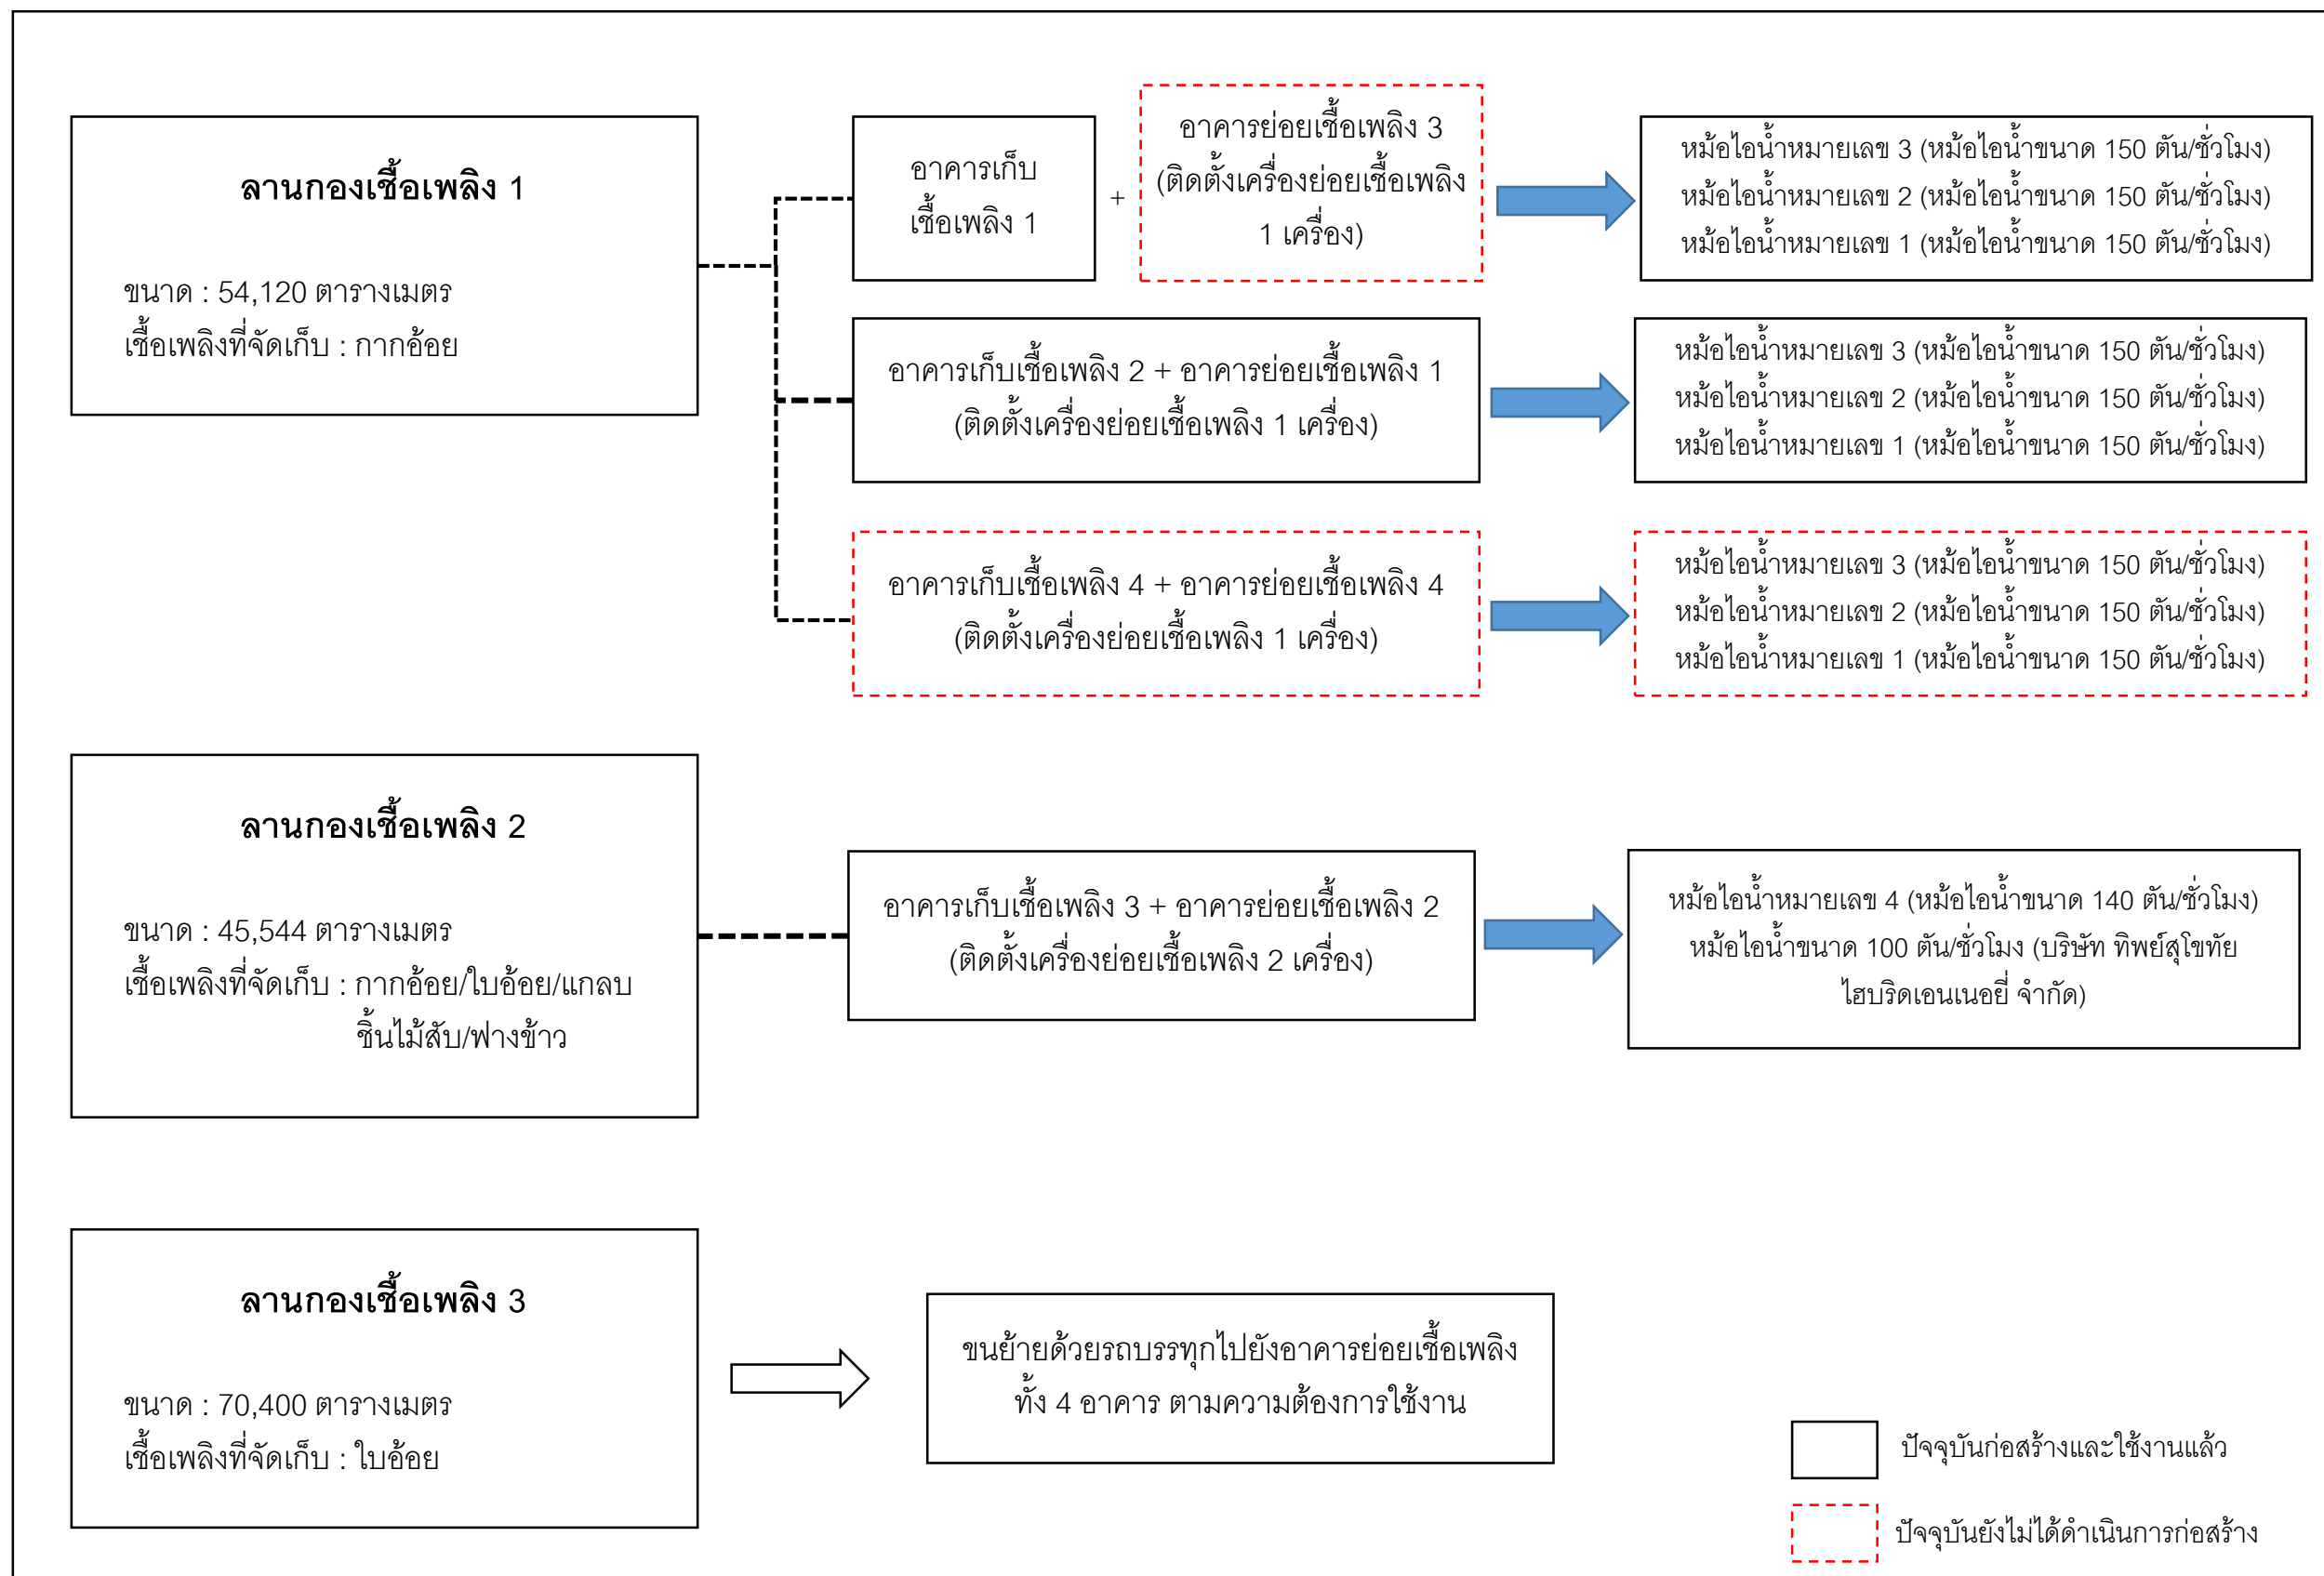 ลานกองเชื้อเพลิง 1
ขนาด : 54,120 ตารางเมตร
เชื้อเพลิงที่จัดเก็บ : กากอ้อย
อาคารเก็บ
เชื้อเพลิง 1
+
อาคารย่อยเชื้อเพลิง 3
(ติดตั้งเครื่องย่อยเชื้อเพลิง
1 เครื่อง)
หม้อไอน้ำหมายเลข 3 (หม้อไอน้ำขนาด 150 ตัน/ชั่วโมง)
หม้อไอน้ำหมายเลข 2 (หม้อไอน้ำขนาด 150 ตัน/ชั่วโมง)
หม้อไอน้ำหมายเลข 1 (หม้อไอน้ำขนาด 150 ตัน/ชั่วโมง)
อาคารเก็บเชื้อเพลิง 2 + อาคารย่อยเชื้อเพลิง 1
(ติดตั้งเครื่องย่อยเชื้อเพลิง 1 เครื่อง)
หม้อไอน้ำหมายเลข 3 (หม้อไอน้ำขนาด 150 ตัน/ชั่วโมง)
หม้อไอน้ำหมายเลข 2 (หม้อไอน้ำขนาด 150 ตัน/ชั่วโมง)
หม้อไอน้ำหมายเลข 1 (หม้อไอน้ำขนาด 150 ตัน/ชั่วโมง)
อาคารเก็บเชื้อเพลิง 4 + อาคารย่อยเชื้อเพลิง 4
(ติดตั้งเครื่องย่อยเชื้อเพลิง 1 เครื่อง)
หม้อไอน้ำหมายเลข 3 (หม้อไอน้ำขนาด 150 ตัน/ชั่วโมง)
หม้อไอน้ำหมายเลข 2 (หม้อไอน้ำขนาด 150 ตัน/ชั่วโมง)
หม้อไอน้ำหมายเลข 1 (หม้อไอน้ำขนาด 150 ตัน/ชั่วโมง)
ลานกองเชื้อเพลิง 2
ขนาด : 45,544 ตารางเมตร
เชื้อเพลิงที่จัดเก็บ : กากอ้อย/ใบอ้อย/แกลบ
ชิ้นไม้สับ/ฟางข้าว
อาคารเก็บเชื้อเพลิง 3 + อาคารย่อยเชื้อเพลิง 2
(ติดตั้งเครื่องย่อยเชื้อเพลิง 2 เครื่อง)
หม้อไอน้ำหมายเลข 4 (หม้อไอน้ำขนาด 140 ตัน/ชั่วโมง)
หม้อไอน้ำขนาด 100 ตัน/ชั่วโมง (บริษัท ทิพย์สุโขทัย
ไฮบริดเอนเนอยี่ จำกัด)
ลานกองเชื้อเพลิง 3
ขนาด : 70,400 ตารางเมตร
เชื้อเพลิงที่จัดเก็บ : ใบอ้อย
ขนย้ายด้วยรถบรรทุกไปยังอาคารย่อยเชื้อเพลิง
ทั้ง 4 อาคาร ตามความต้องการใช้งาน
ปัจจุบันก่อสร้างและใช้งานแล้ว
ปัจจุบันยังไม่ได้ดำเนินการก่อสร้าง